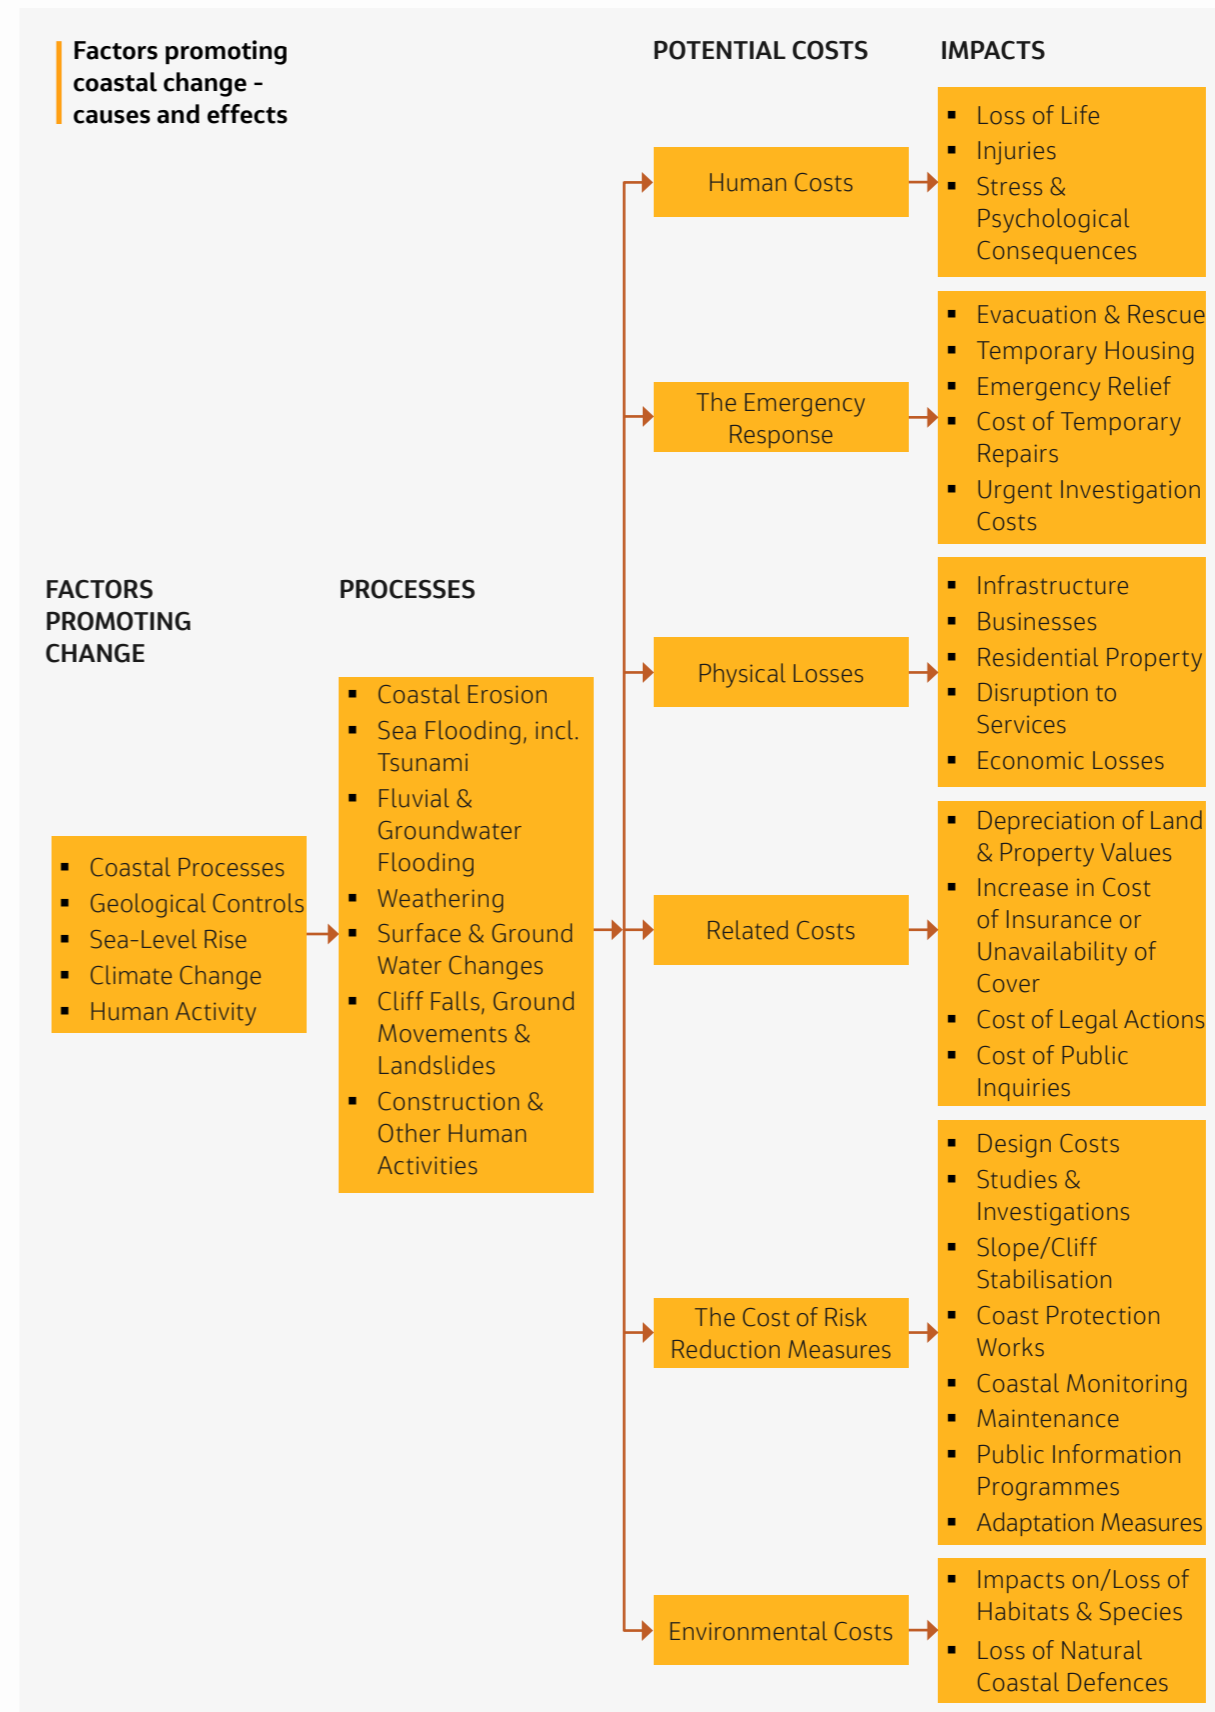 Factors promoting
coastal change -
causes and effects
FACTORS
PROMOTING
CHANGE
▪ Coastal Processes
▪ Geological Controls
▪ Sea-Level Rise
▪ Climate Change
▪ Human Activity
PROCESSES
▪ Coastal Erosion
▪ Sea Flooding, incl.
Tsunami
▪ Fluvial &
Groundwater
Flooding
▪ Weathering
▪ Surface & Ground
Water Changes
▪ Cliff Falls, Ground
Movements &
Landslides
▪ Construction &
Other Human
Activities
POTENTIAL COSTS
IMPACTS
Human Costs
▪ Loss of Life
▪ Injuries
▪ Stress &
Psychological
Consequences
The Emergency
Response
▪ Evacuation & Rescue
▪ Temporary Housing
▪ Emergency Relief
▪ Cost of Temporary
Repairs
▪ Urgent Investigation
Costs
Physical Losses
▪ Infrastructure
▪ Businesses
▪ Residential Property
▪ Disruption to
Services
▪ Economic Losses
Related Costs
▪ Depreciation of Land
& Property Values
▪ Increase in Cost
of Insurance or
Unavailability of
Cover
▪ Cost of Legal Actions
▪ Cost of Public
Inquiries
The Cost of Risk
Reduction Measures
▪ Design Costs
▪ Studies &
Investigations
▪ Slope/Cliff
Stabilisation
▪ Coast Protection
Works
▪ Coastal Monitoring
▪ Maintenance
▪ Public Information
Programmes
▪ Adaptation Measures
Environmental Costs
▪ Impacts on/Loss of
Habitats & Species
▪ Loss of Natural
Coastal Defences